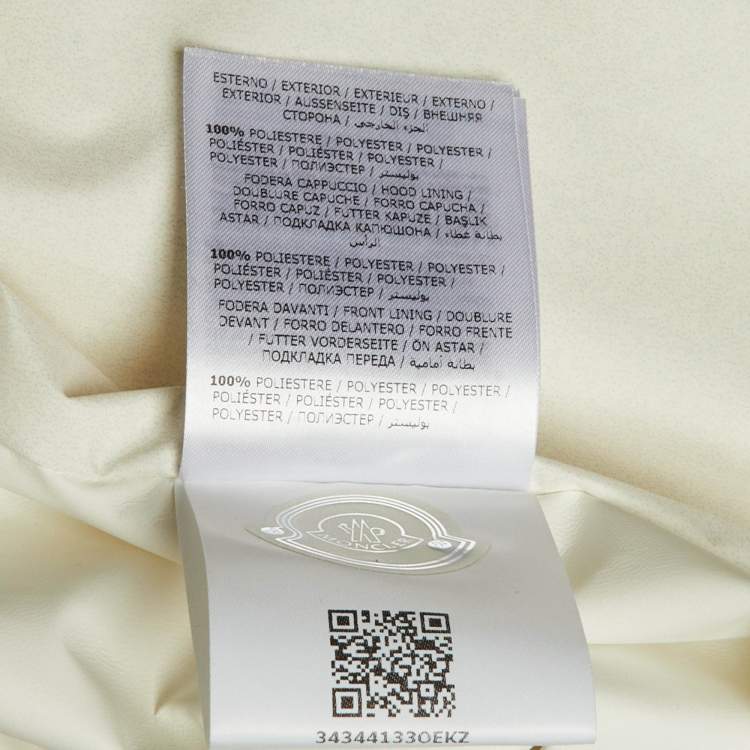 ESTERNO / EXTERIOR / EXTERIEUR / EXTERNO /
EXTERIOR / AUSSENSEITE / DIŞ / ВНЕШНЯЯ
СТОРОНА / الجزء الخارجي
100% POLIESTERE / POLYESTER / POLYESTER /
POLIÉSTER / POLIÉSTER / POLYESTER /
POLYESTER / ПОЛИЭСТЕР / بوليستر
FODERA CAPPUCCIO / HOOD LINING /
DOUBLURE CAPUCHE / FORRO CAPUCHA /
FORRO CAPUZ / FUTTER KAPUZE / BAŞLIK
ASTAR / ПОДКЛАДКА КАПЮШОНА / بطانة غطاء
الرأس
100% POLIESTERE / POLYESTER / POLYESTER /
POLIÉSTER / POLIÉSTER / POLYESTER /
POLYESTER / ПОЛИЭСТЕР / بوليستر
FODERA DAVANTI / FRONT LINING / DOUBLURE
DEVANT / FORRO DELANTERO / FORRO FRENTE
/ FUTTER VORDERSEITE / ÖN ASTAR /
ПОДКЛАДКА ПЕРЕДА / بطانة أمامية
100% POLIESTERE / POLYESTER / POLYESTER /
POLIÉSTER / POLIÉSTER / POLYESTER /
POLYESTER / ПОЛИЭСТЕР / بوليستر
MONCLER
34344133OEKZ